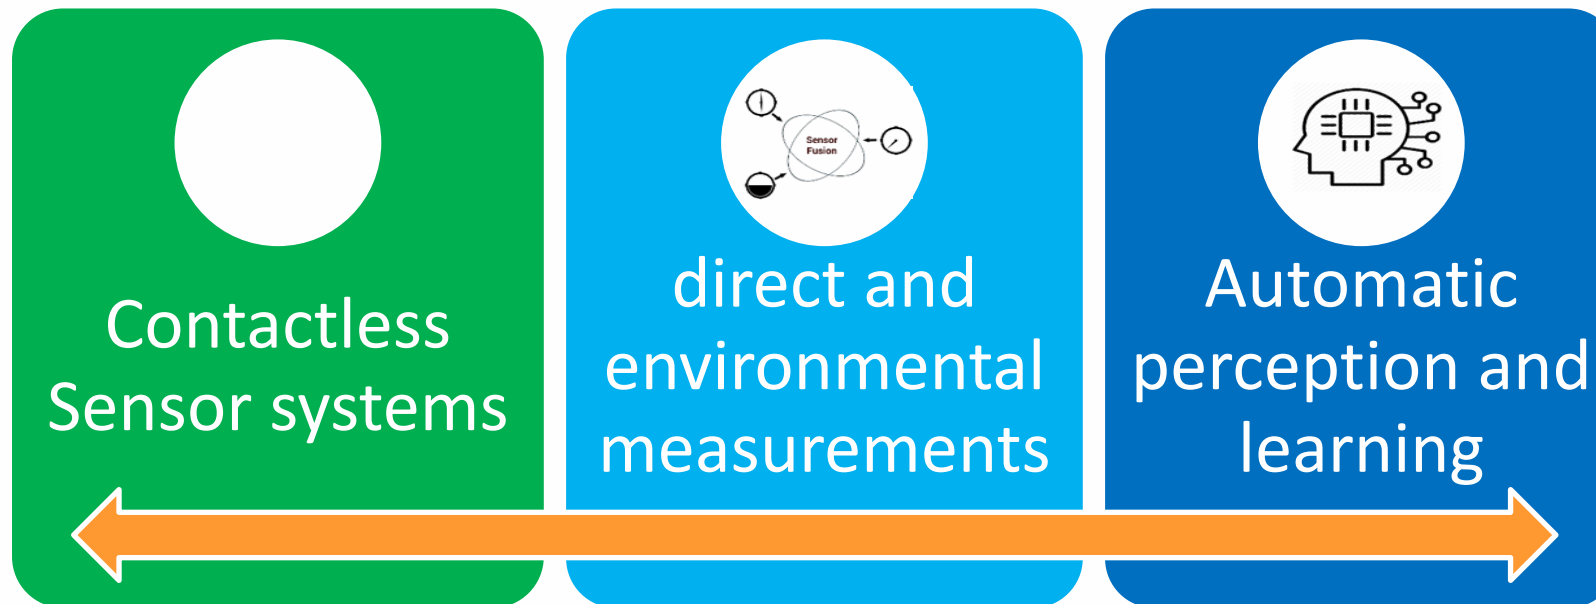 Contactless
Sensor systems
Sensor
Fusion
direct and
environmental
measurements
Automatic
perception and
learning